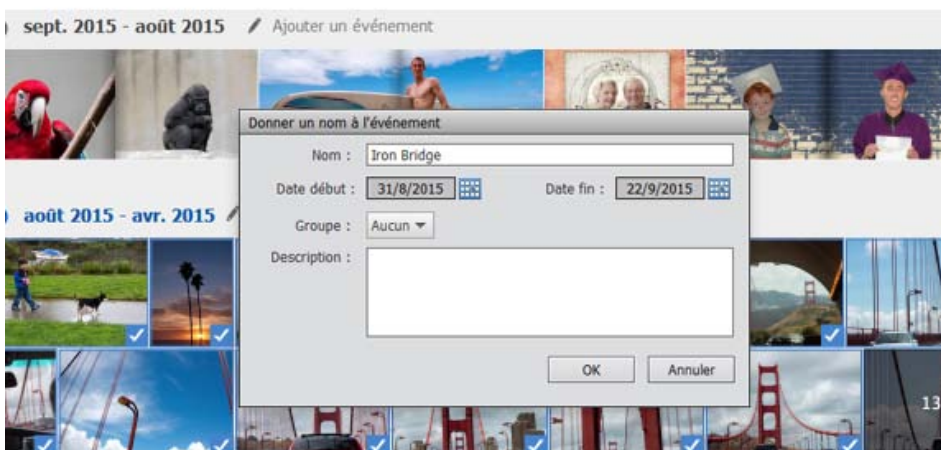 sept. 2015 - août 2015 Ajouter un événement
Donner un nom à l'événement
Nom : Iron Bridge
Date début : 31/8/2015 Date fin : 22/9/2015
août 2015 - avr. 2015
Groupe : Aucun
Description :
OK Annuler
13